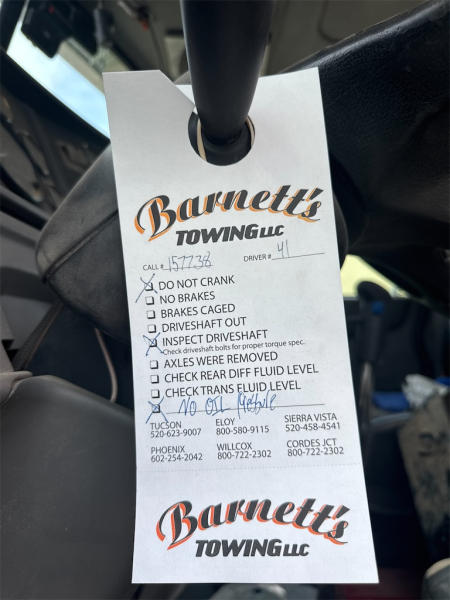 Barnett's
TOWING LLC
CALL # 157738 DRIVER # 41
DO NOT CRANK
NO BRAKES
BRAKES CAGED
DRIVESHAFT OUT
INSPECT DRIVESHAFT
Check driveshaft bolts for proper torque spec.
AXLES WERE REMOVED
CHECK REAR DIFF FLUID LEVEL
CHECK TRANS FLUID LEVEL
NO OIL
TUCSON ELOY SIERRA VISTA
520-623-9007 800-580-9115 520-458-4541
PHOENIX WILLCOX CORDES JCT
602-254-2042 800-722-2302 800-722-2302
Barnett's
TOWING LLC